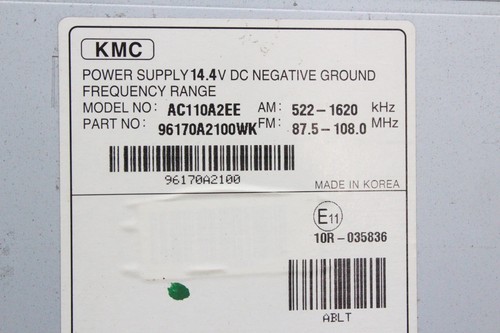 KMC
POWER SUPPLY 14.4V DC NEGATIVE GROUND
FREQUENCY RANGE
MODEL NO: AC110A2EE AM: 522-1620 kHz
PART NO: 96170A2100WK FM: 87.5-108.0 MHz
96170A2100
MADE IN KOREA
E11
10R-035836
ABLT